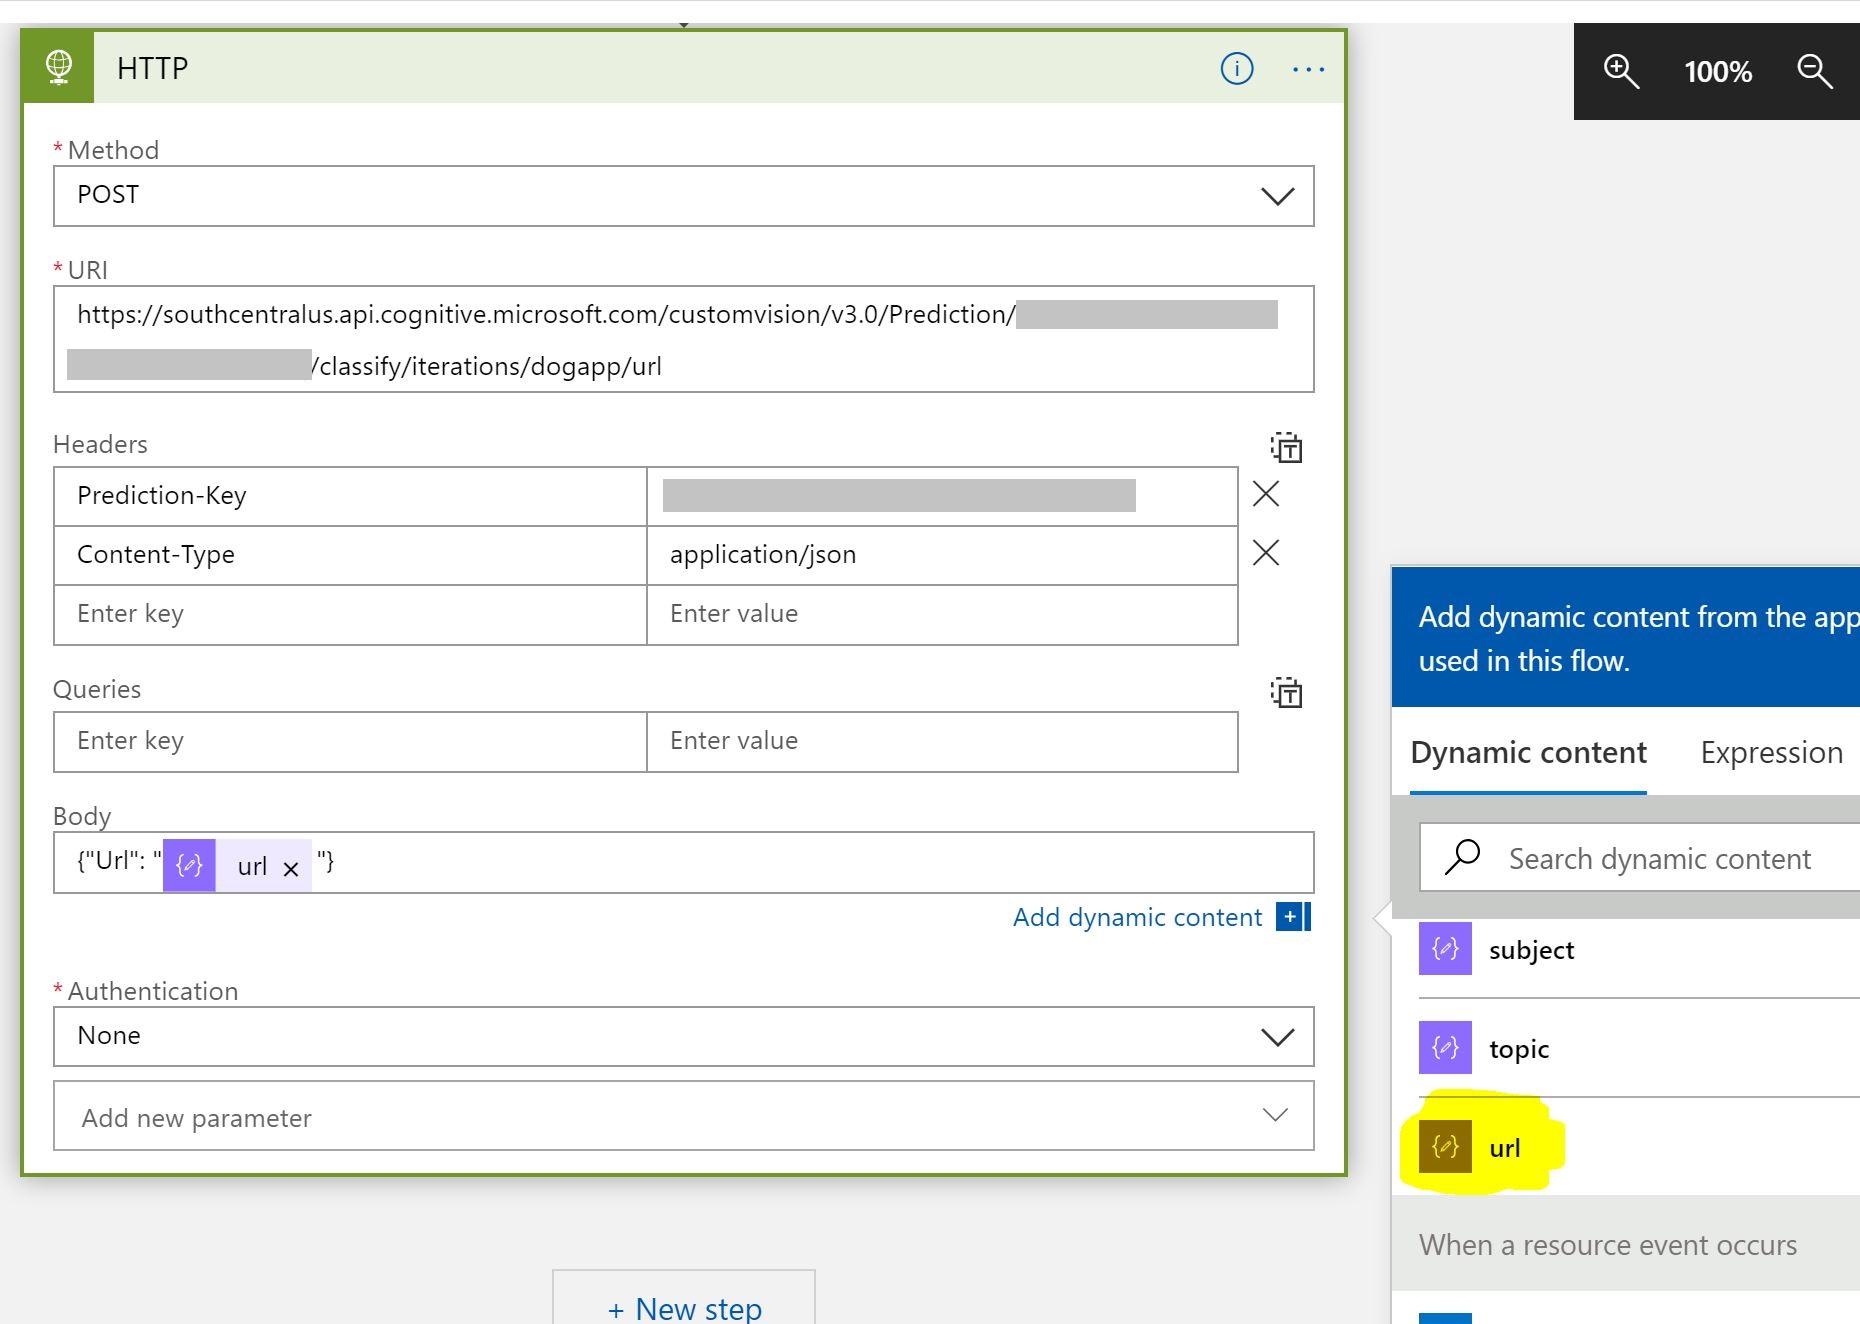 HTTP
100%
* Method
POST
* URI
https://southcentralus.api.cognitive.microsoft.com/customvision/v3.0/Prediction/
/classify/iterations/dogapp/url
Headers
Prediction-Key
Content-Type application/json
Enter key Enter value
Queries
Enter key Enter value
Body
{"Url": " url × "}
Add dynamic content
* Authentication
None
Add new parameter
+ New step
Add dynamic content from the app
used in this flow.
Dynamic content Expression
Search dynamic content
subject
topic
url
When a resource event occurs